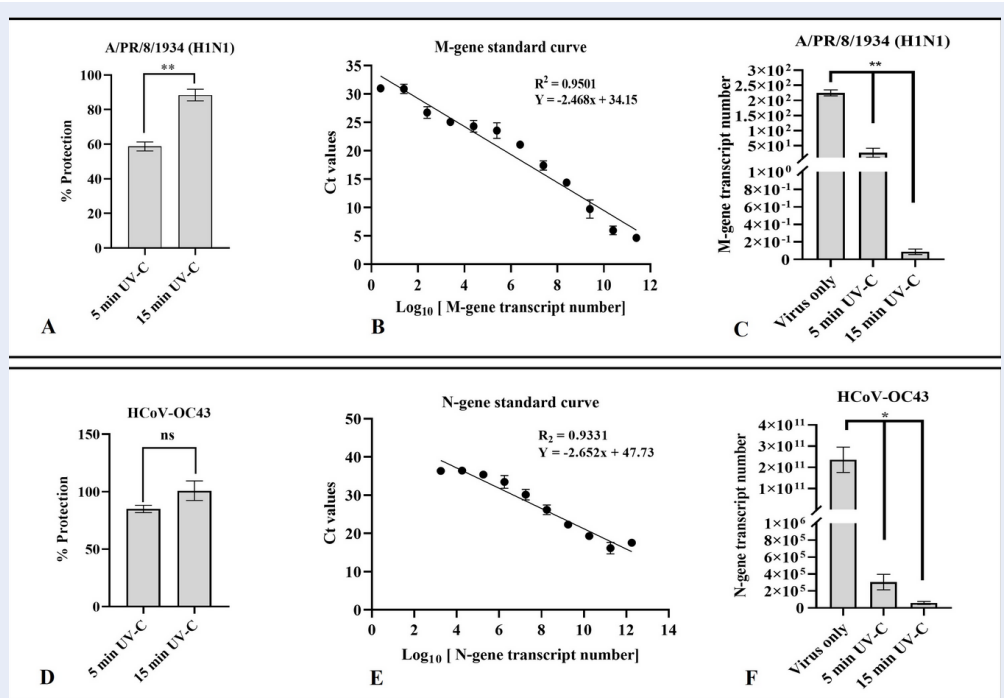 A/PR/8/1934 (H1N1)
**
100
80
60
40
20
0
% Protection
5 min UV-C
15 min UV-C
A
M-gene standard curve
R² = 0.9501
Y = -2.468x + 34.15
35
30
25
20
15
10
5
0
Ct values
0 2 4 6 8 10 12
Log₁₀ [ M-gene transcript number]
B
A/PR/8/1934 (H1N1)
**
3×10²
2.5×10²
2×10²
1.5×10²
1×10²
5×10¹
1×10⁰
8×10⁻¹
6×10⁻¹
4×10⁻¹
2×10⁻¹
0
M-gene transcript number
Virus only
5 min UV-C
15 min UV-C
C
HCoV-OC43
ns
150
100
50
0
% Protection
5 min UV-C
15 min UV-C
D
N-gene standard curve
R₂ = 0.9331
Y = -2.652x + 47.73
50
40
30
20
10
0
Ct values
0 2 4 6 8 10 12 14
Log₁₀ [ N-gene transcript number]
E
HCoV-OC43
*
4×10¹¹
3×10¹¹
2×10¹¹
1×10¹¹
1×10⁶
8×10⁵
6×10⁵
4×10⁵
2×10⁵
0
N-gene transcript number
Virus only
5 min UV-C
15 min UV-C
F